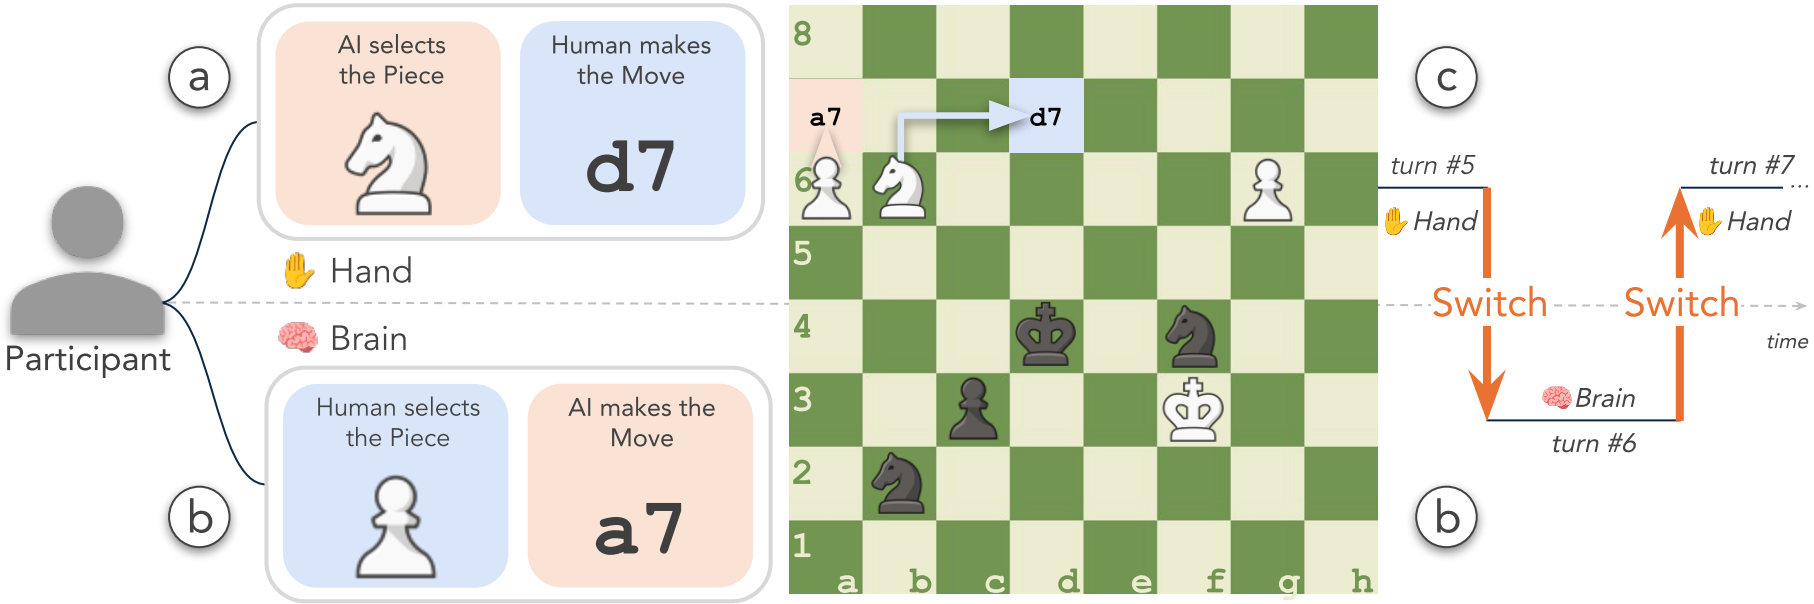 a
AI selects
the Piece
Human makes
the Move
d7
Hand
Brain
Participant
b
Human selects
the Piece
AI makes the
Move
a7
8
a7
d7
6
5
4
3
2
1
a b c d e f g h
c
turn #5
Hand
turn #7
...
Hand
Switch
Switch
time
Brain
turn #6
b